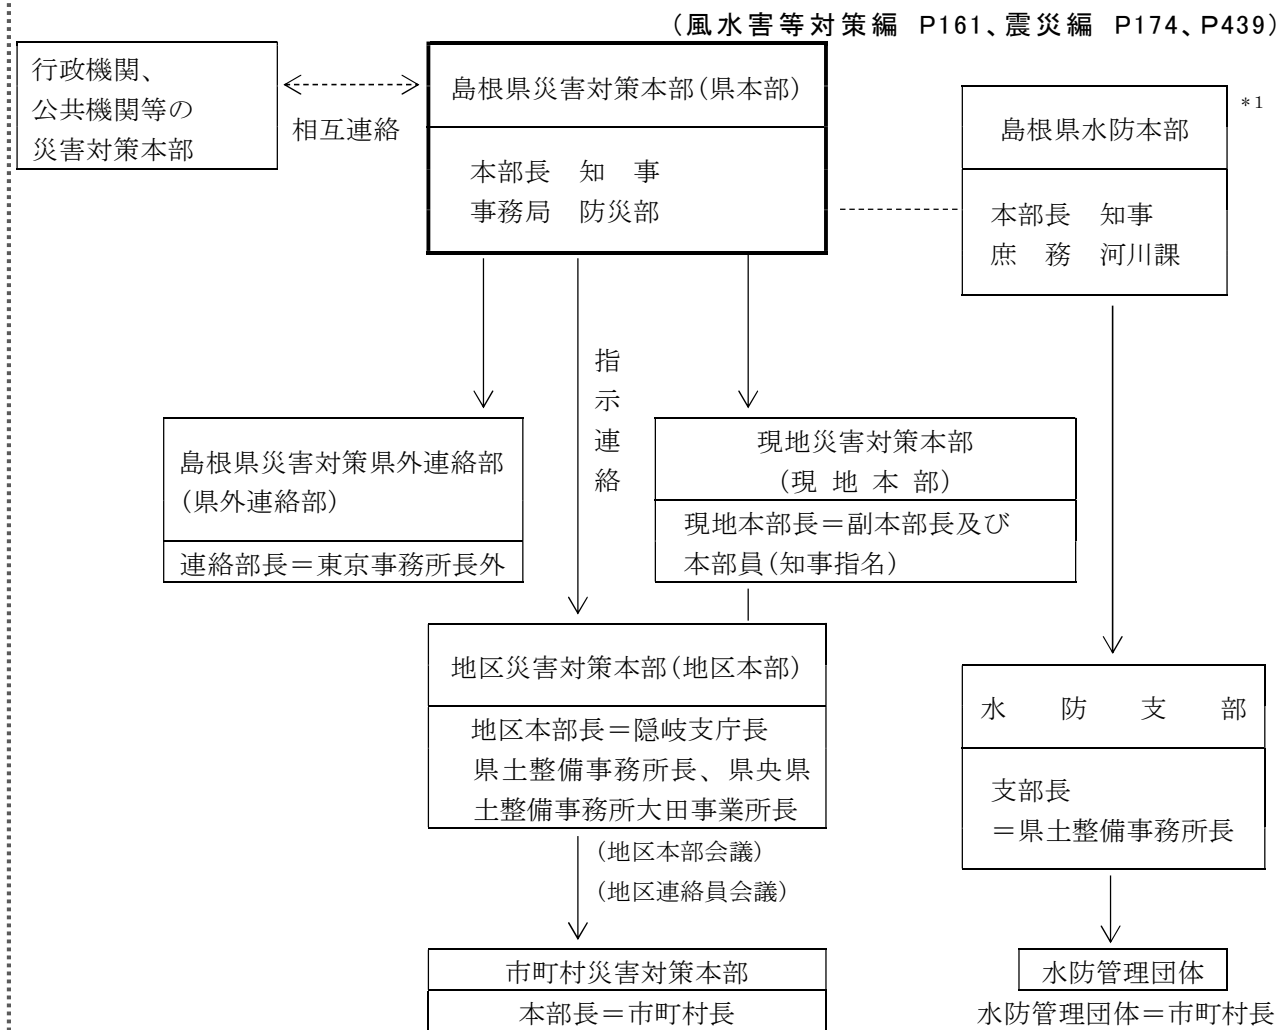 (風水害等対策編 P161、震災編 P174、P439)
行政機関、
公共機関等の
災害対策本部
相互連絡
島根県災害対策本部(県本部)
本部長 知 事
事務局 防災部
*1
島根県水防本部
本部長 知事
庶 務 河川課
指示連絡
島根県災害対策県外連絡部
(県外連絡部)
連絡部長＝東京事務所長外
現地災害対策本部
(現 地 本 部)
現地本部長＝副本部長及び
本部員(知事指名)
地区災害対策本部(地区本部)
地区本部長＝隠岐支庁長
県土整備事務所長、県央県
土整備事務所大田事業所長
(地区本部会議)
(地区連絡員会議)
水 防 支 部
支部長
＝県土整備事務所長
市町村災害対策本部
本部長＝市町村長
水防管理団体
水防管理団体＝市町村長